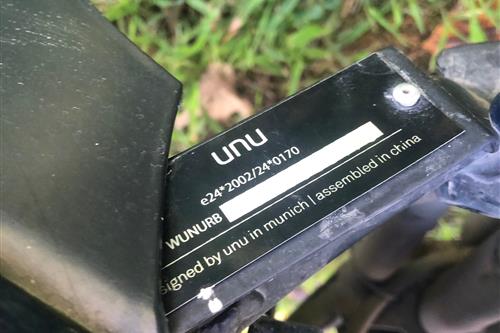 unu
e24*2002/24*0170
WUNURB
signed by unu in munich | assembled in china